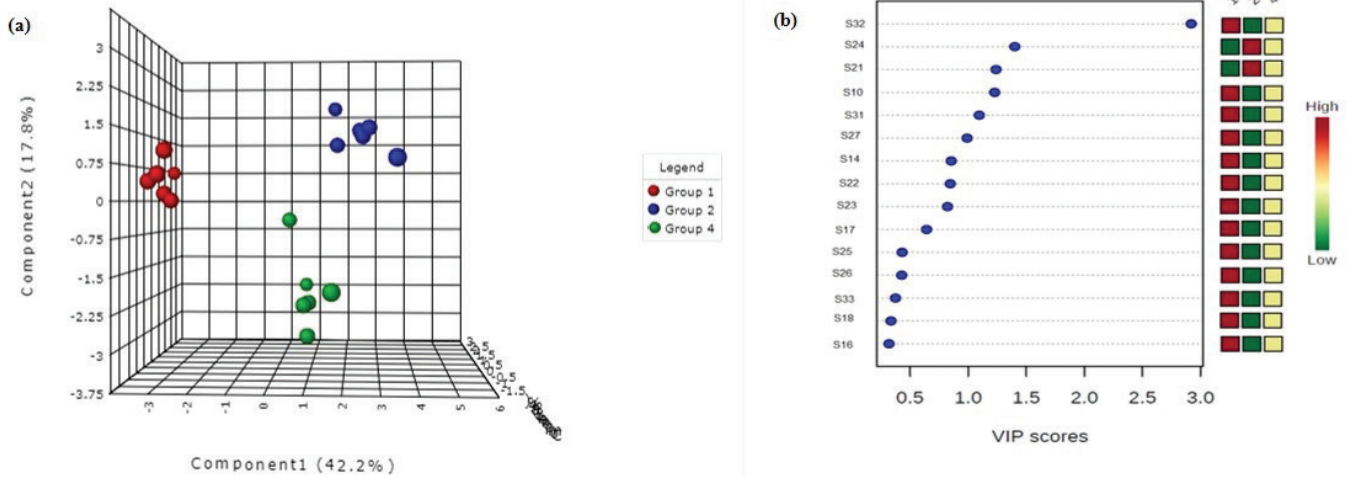 (a)
Component2 (17.8%)
3
2.25
1.5
0.75
0
-0.75
-1.5
-2.25
-3
-3.75
-3 -2 -1 0 1 2 3 4 5 6
Component1 (42.2%)
Legend
Group 1
Group 2
Group 4
(b)
S32
S24
S21
S10
S31
S27
S14
S22
S23
S17
S25
S26
S33
S18
S16
0.5 1.0 1.5 2.0 2.5 3.0
VIP scores
High
Low